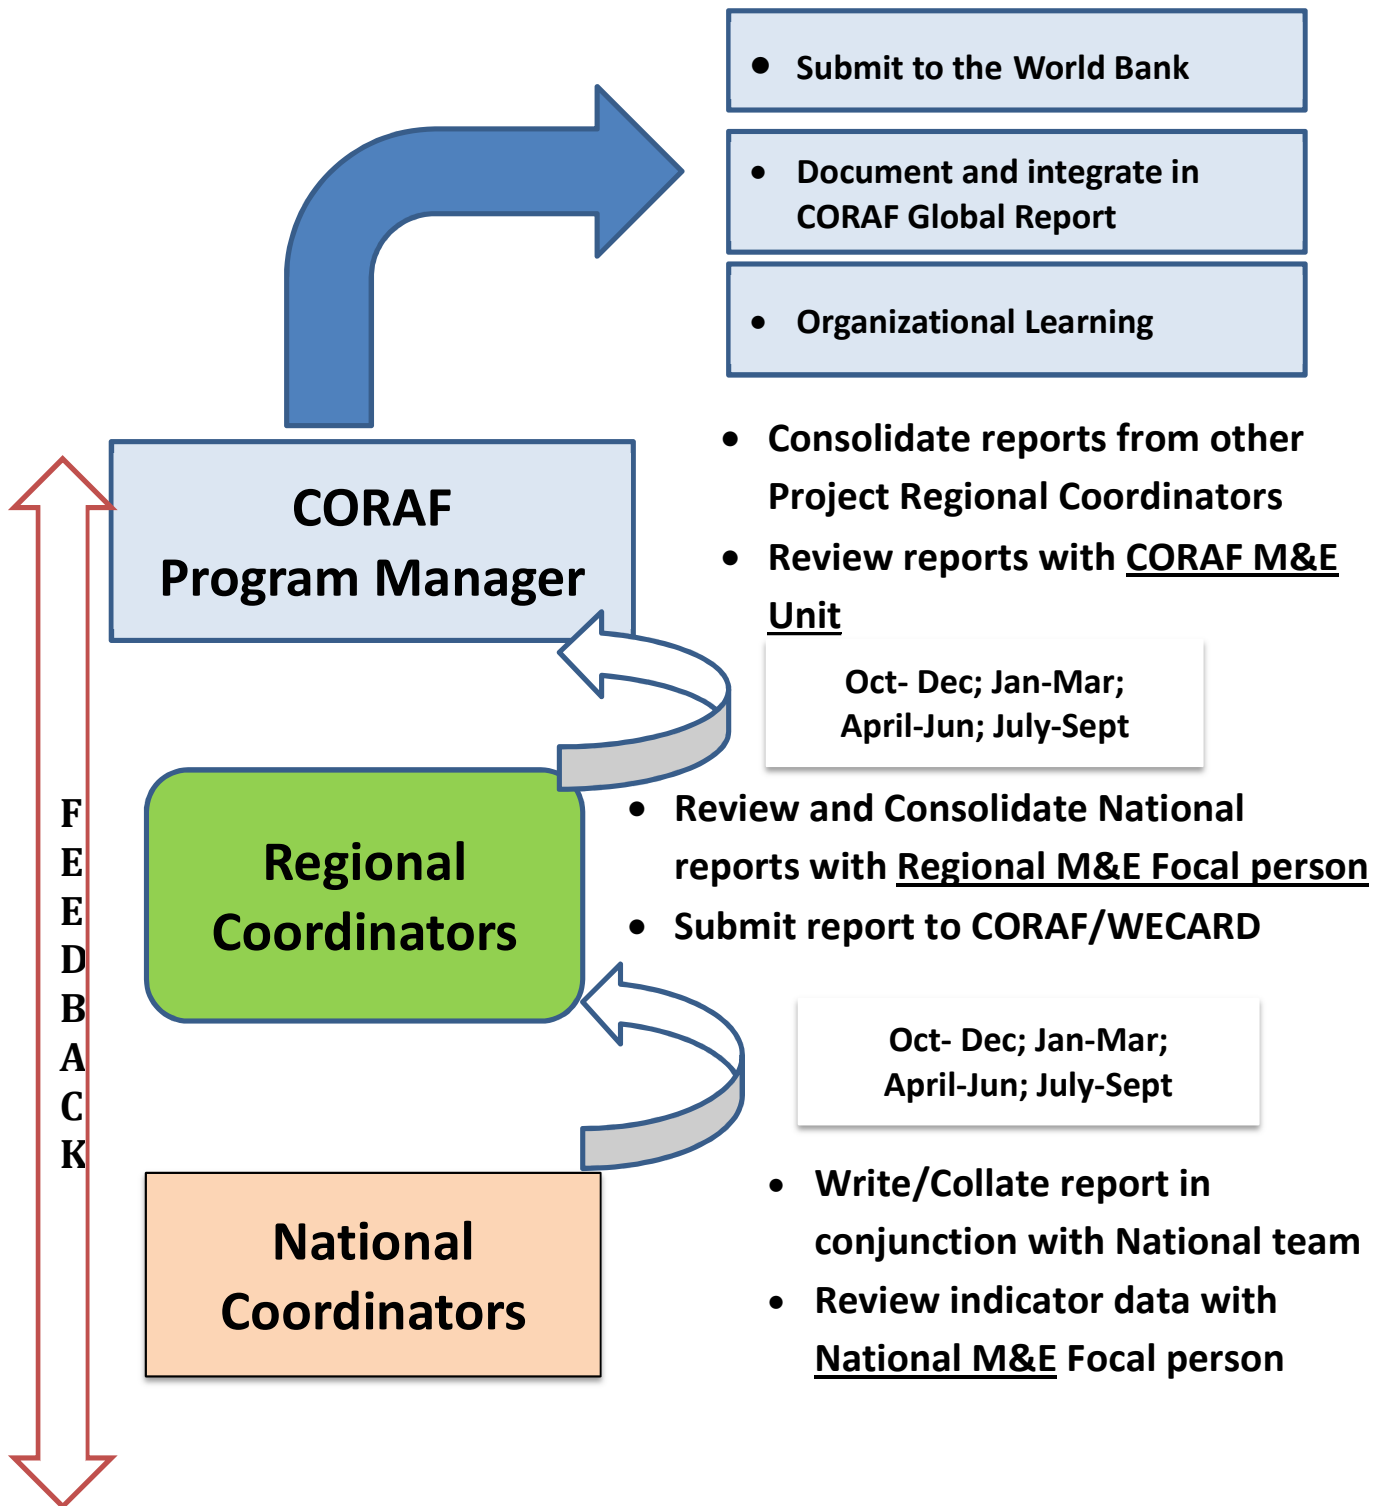 • Submit to the World Bank
• Document and integrate in
CORAF Global Report
• Organizational Learning
CORAF
Program Manager
• Consolidate reports from other
Project Regional Coordinators
• Review reports with CORAF M&E
Unit
Oct- Dec; Jan-Mar;
April-Jun; July-Sept
F
E
E
D
B
A
C
K
Regional
Coordinators
• Review and Consolidate National
reports with Regional M&E Focal person
• Submit report to CORAF/WECARD
Oct- Dec; Jan-Mar;
April-Jun; July-Sept
National
Coordinators
• Write/Collate report in
conjunction with National team
• Review indicator data with
National M&E Focal person